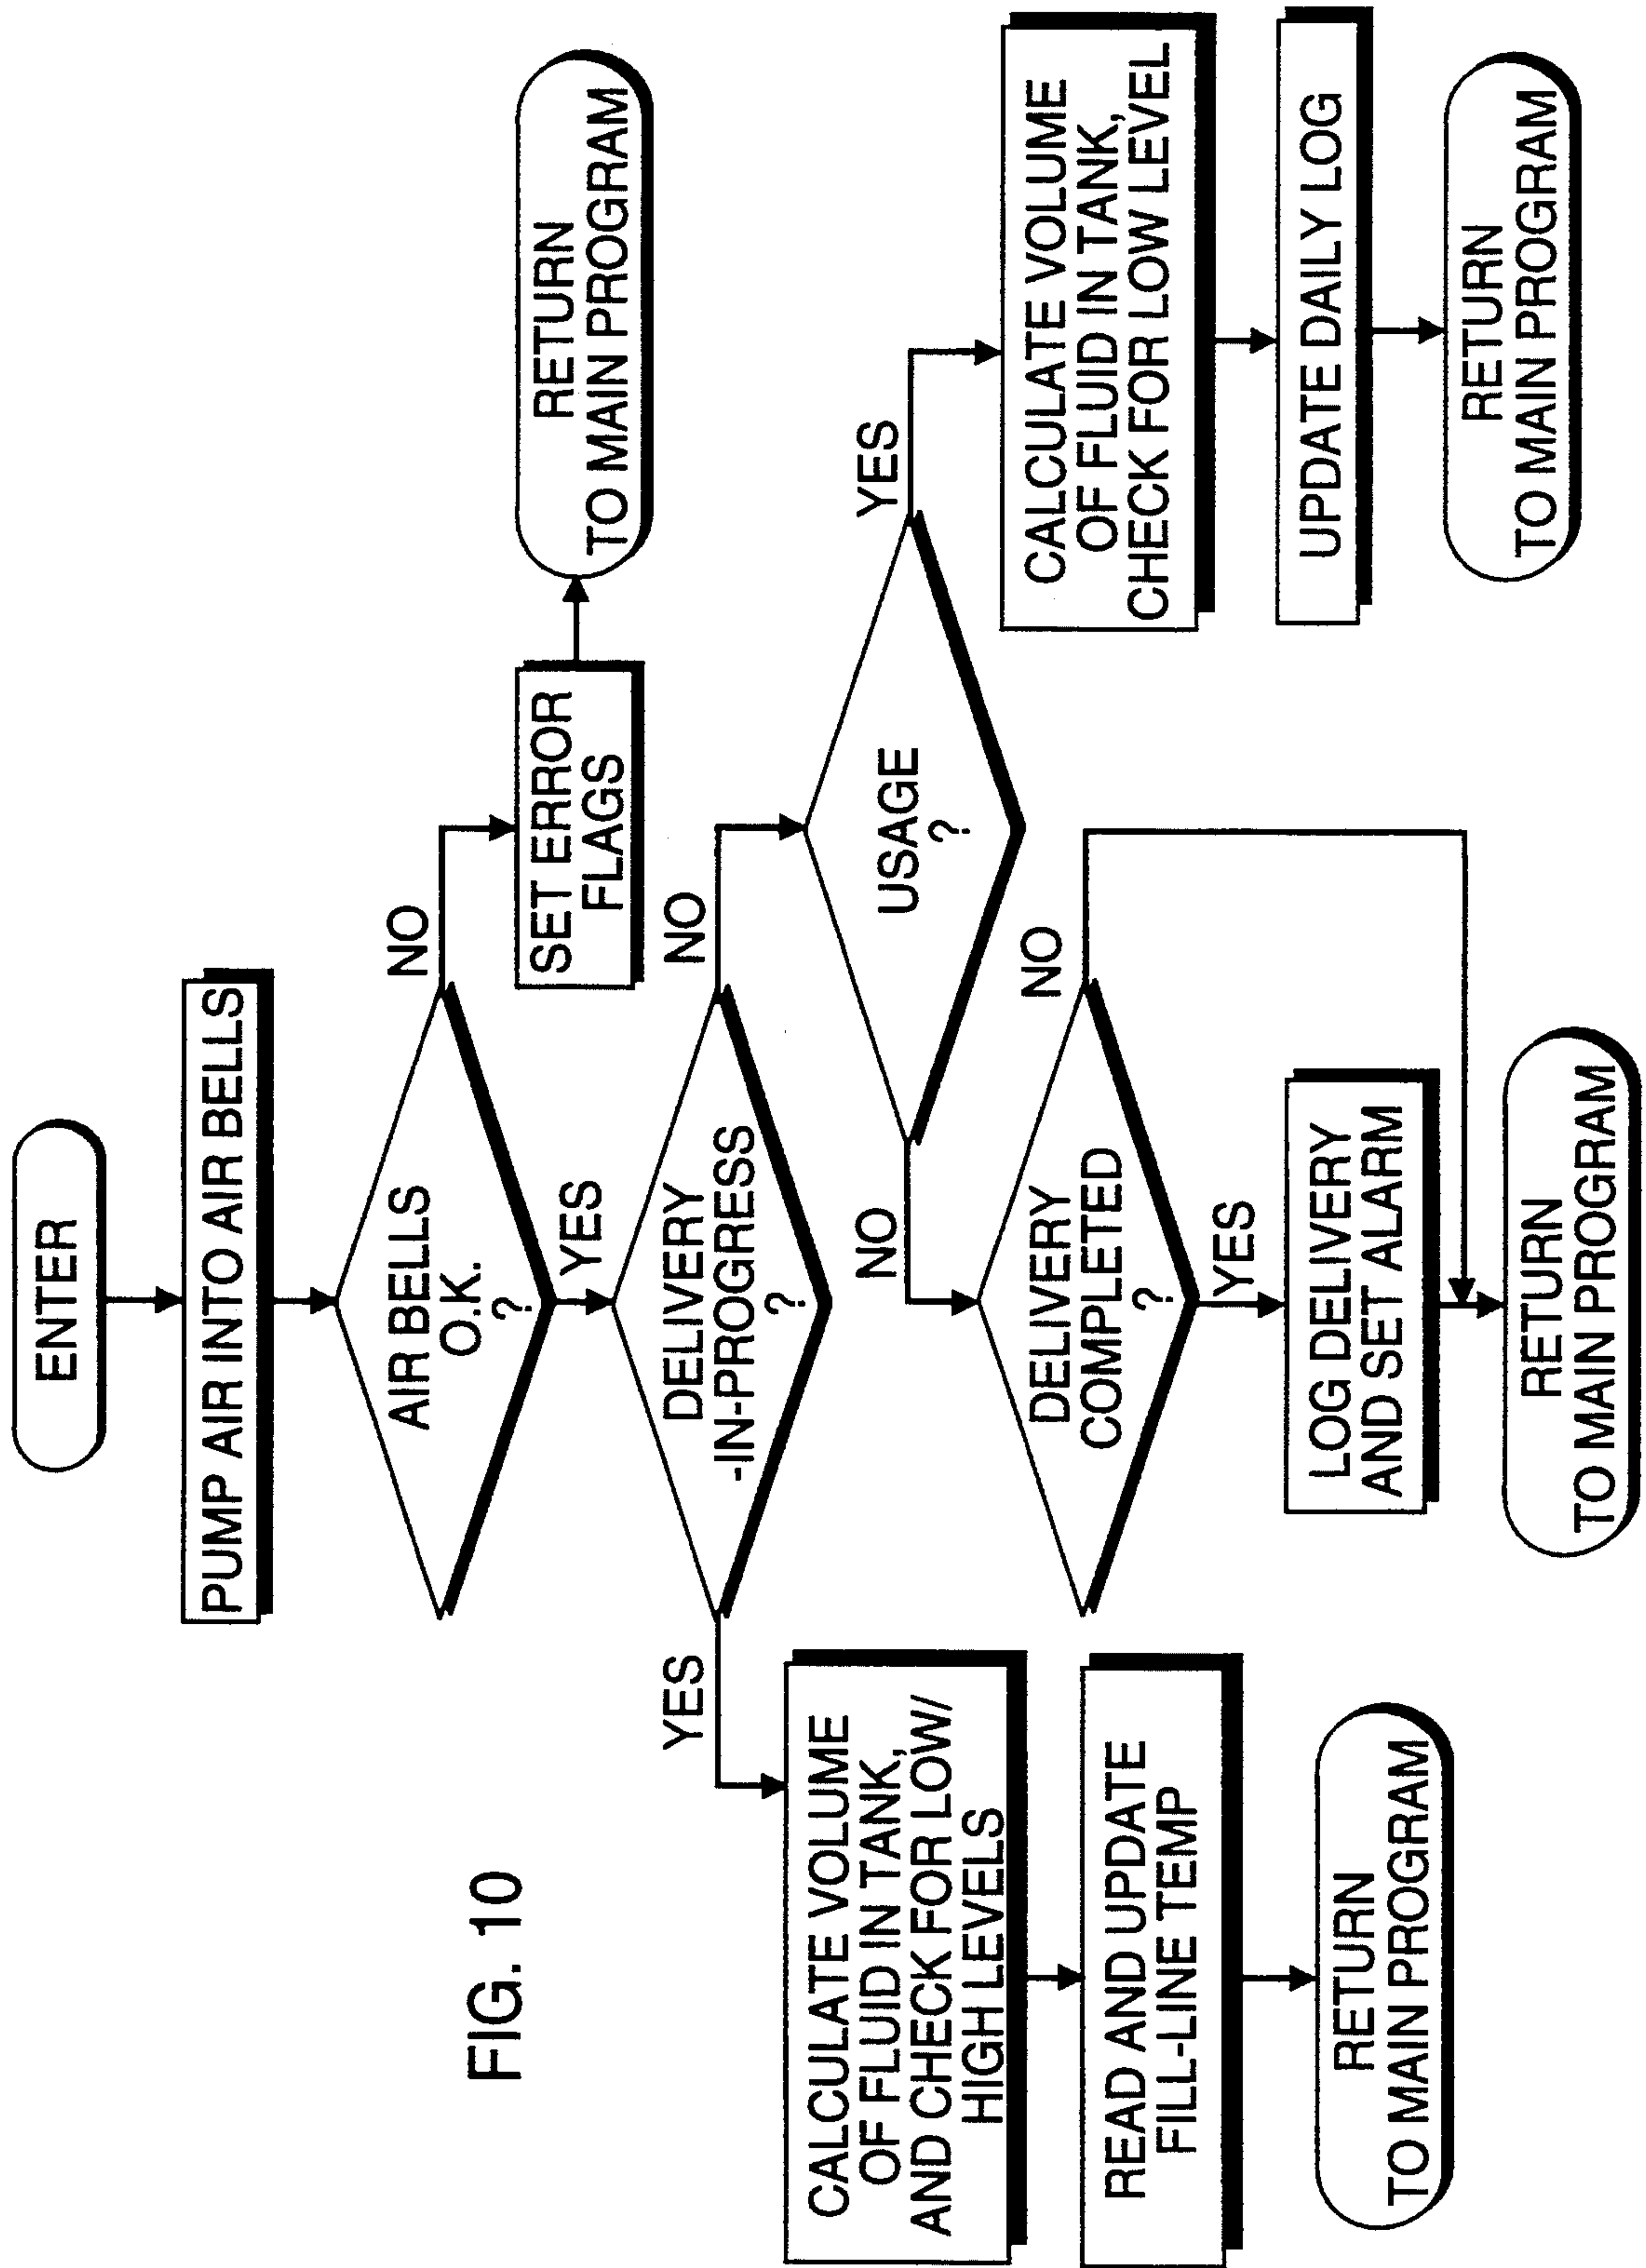 FIG. 10
ENTER
PUMP AIR INTO AIR BELLS
AIR BELLS
O.K.
?
NO
SET ERROR
FLAGS
RETURN
TO MAIN PROGRAM
YES
DELIVERY
-IN-PROGRESS
?
YES
CALCULATE VOLUME
OF FLUID IN TANK,
AND CHECK FOR LOW/
HIGH LEVELS
READ AND UPDATE
FILL-LINE TEMP
RETURN
TO MAIN PROGRAM
NO
USAGE
?
YES
CALCULATE VOLUME
OF FLUID IN TANK,
CHECK FOR LOW LEVEL
UPDATE DAILY LOG
RETURN
TO MAIN PROGRAM
NO
DELIVERY
COMPLETED
?
NO
YES
LOG DELIVERY
AND SET ALARM
RETURN
TO MAIN PROGRAM